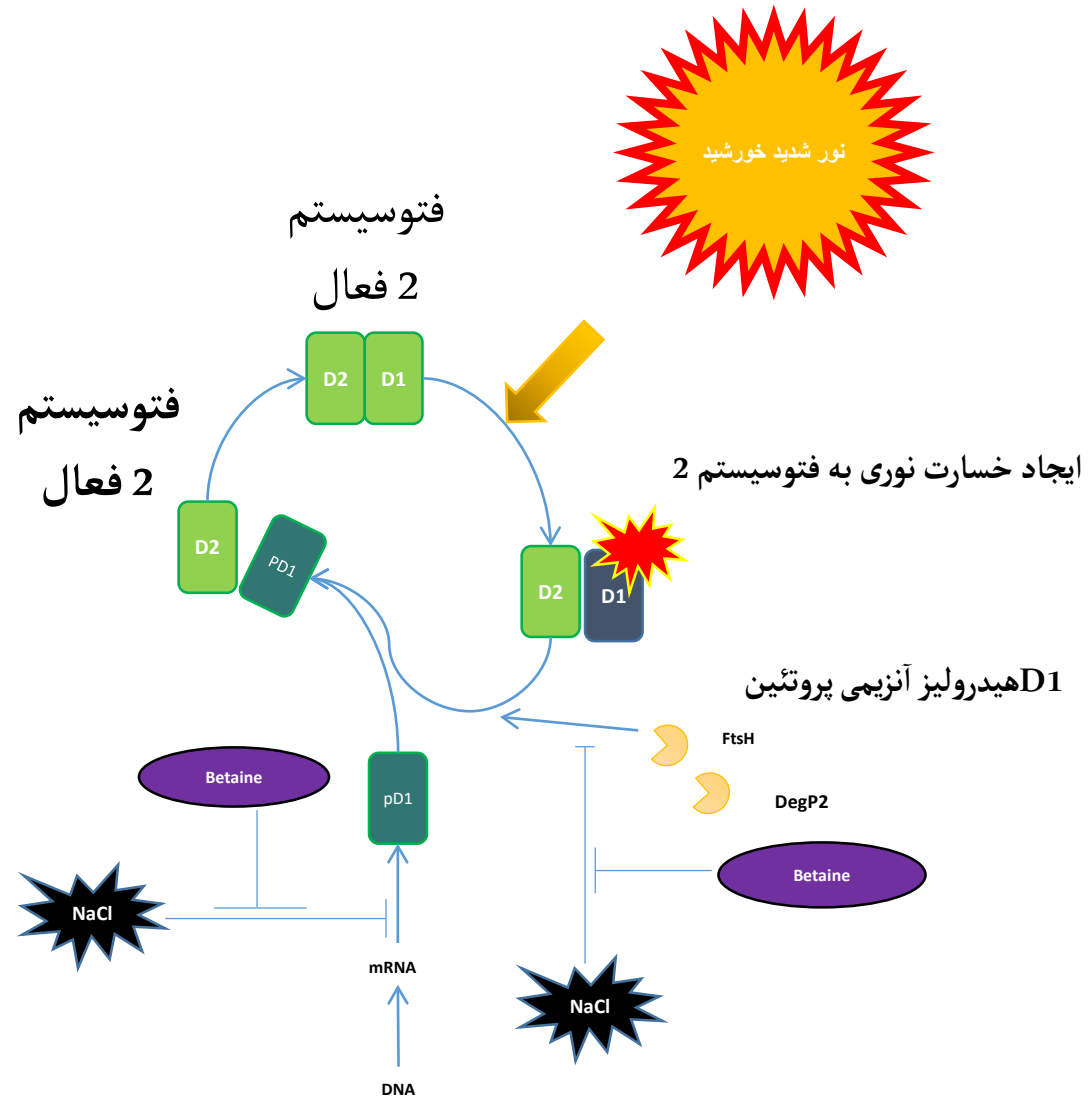 نور شدید خورشید
فتوسیستم
2 فعال
D2
D1
فتوسیستم
2 فعال
ایجاد خسارت نوری به فتوسیستم 2
D2
PD1
D2
D1
D1هیدرولیز آنزیمی پروتئین
FtsH
Betaine
pD1
DegP2
Betaine
NaCl
mRNA
NaCl
DNA